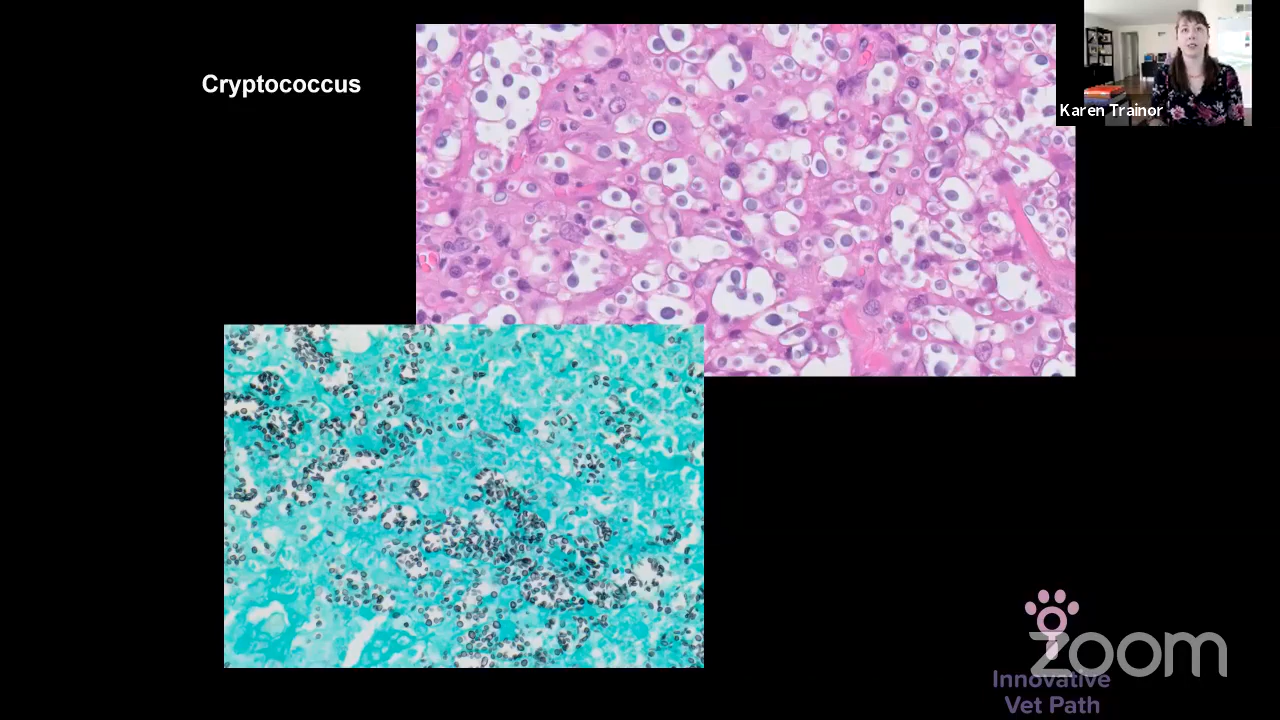 Cryptococcus
Karen Trainor
zoom
Innovative
Vet Path